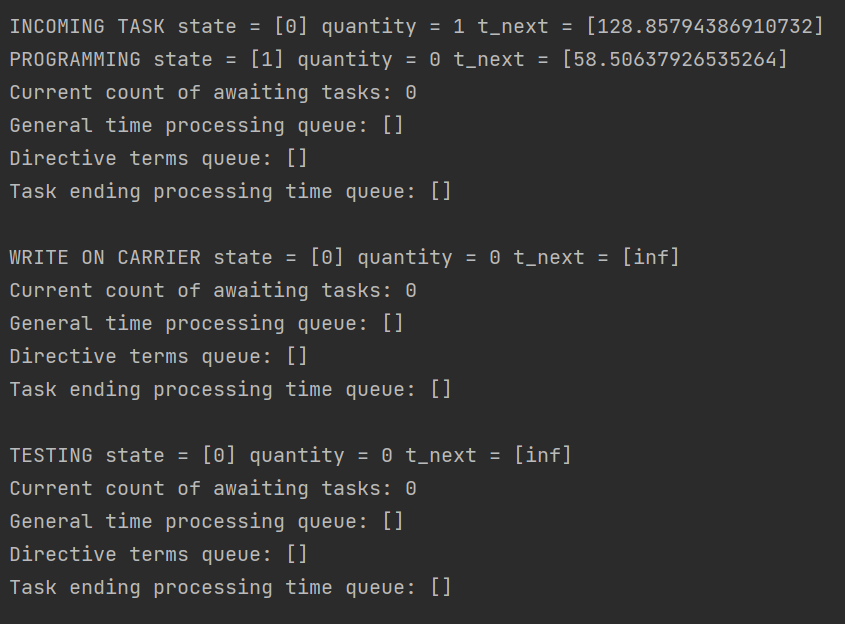 INCOMING TASK state = [0] quantity = 1 t_next = [128.85794386910732]
PROGRAMMING state = [1] quantity = 0 t_next = [58.50637926535264]
Current count of awaiting tasks: 0
General time processing queue: []
Directive terms queue: []
Task ending processing time queue: []

WRITE ON CARRIER state = [0] quantity = 0 t_next = [inf]
Current count of awaiting tasks: 0
General time processing queue: []
Directive terms queue: []
Task ending processing time queue: []

TESTING state = [0] quantity = 0 t_next = [inf]
Current count of awaiting tasks: 0
General time processing queue: []
Directive terms queue: []
Task ending processing time queue: []